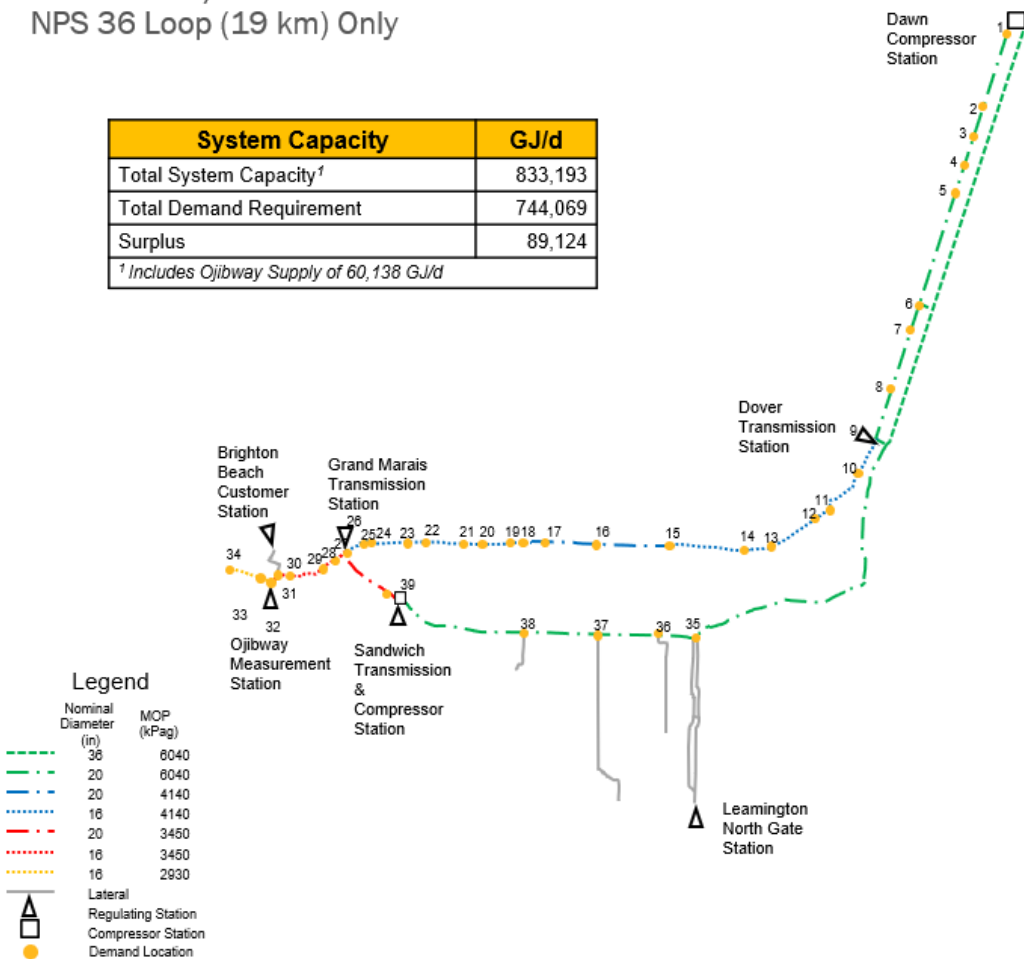 NPS 36 Loop (19 km) Only
System Capacity GJ/d
Total System Capacity1 833,193
Total Demand Requirement 744,069
Surplus 89,124
1 Includes Ojibway Supply of 60,138 GJ/d
Dawn
Compressor
Station
1
2
3
4
5
6
7
8
Dover
Transmission
Station
9
10
11
12
13
14
15
16
17
18
19
20
21
22
23
24
25
26
Grand Marais
Transmission
Station
Brighton
Beach
Customer
Station
28
29
30
31
32
33
34
Ojibway
Measurement
Station
39
Sandwich
Transmission
&
Compressor
Station
38
37
36
35
Leamington
North Gate
Station
Legend
Nominal
Diameter
(in)
MOP
(kPag)
36 6040
20 6040
20 4140
16 4140
20 3450
16 3450
16 2930
Lateral
Regulating Station
Compressor Station
Demand Location